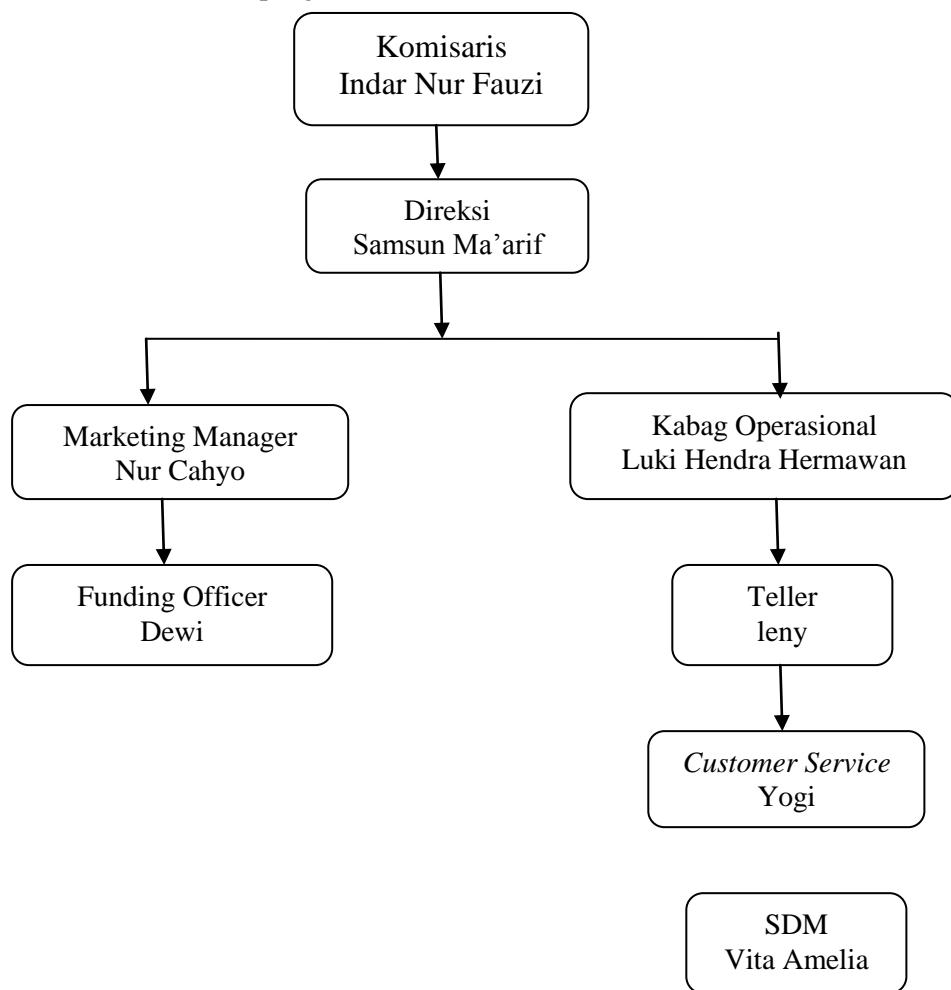 Komisaris
Indar Nur Fauzi
Direksi
Samsun Ma’arif
Marketing Manager
Nur Cahyo
Kabag Operasional
Luki Hendra Hermawan
Funding Officer
Dewi
Teller
leny
Customer Service
Yogi
SDM
Vita Amelia